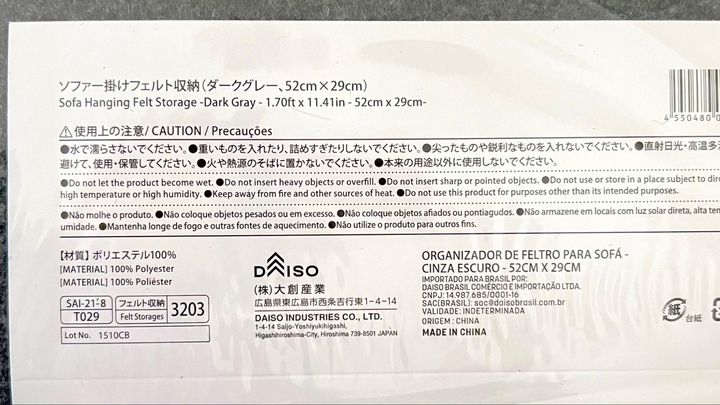 ソファー掛けフェルト収納（ダークグレー、52cm×29cm）
Sofa Hanging Felt Storage -Dark Gray - 1.70ft x 11.41in - 52cm x 29cm-
4 550480 0
⚠使用上の注意/ CAUTION / Precauções
●水で濡らさないでください。●重いものを入れたり、詰めすぎたりしないでください。●尖ったものや鋭利なものを入れないでください。●直射日光・高温多
避けて、使用・保管してください。●火や熱源のそばに置かないでください。●本来の用途以外に使用しないでください。
●Do not let the product become wet. ●Do not insert heavy objects or overfill. ●Do not insert sharp or pointed objects. ●Do not use or store in a place subject to dir
high temperature or high humidity. ●Keep away from fire and other sources of heat. ●Do not use this product for purposes other than its intended purposes.
●Não molhe o produto. ●Não coloque objetos pesados ou em excesso. ●Não coloque objetos afiados ou pontiagudos. ●Não armazene em locais com luz solar direta, alta tem
umidade. ●Mantenha longe de fogo e outras fontes de aquecimento. ●Não utilize o produto para outros fins.
【材質】ポリエステル100%
[MATERIAL] 100% Polyester
[MATERIAL] 100% Poliéster
SAI-21-8
T029
フェルト収納
Felt Storages
3203
Lot No. 1510CB
DAISO
(株)大創産業
広島県東広島市西条吉行東1-4-14
DAISO INDUSTRIES CO., LTD.
1-4-14 Saijo-Yoshiyukihigashi,
Higashihiroshima-City, Hiroshima 739-8501 JAPAN
ORGANIZADOR DE FELTRO PARA SOFÁ -
CINZA ESCURO - 52CM X 29CM
IMPORTADO PARA BRASIL POR:
DAISO BRASIL COMÉRCIO E IMPORTAÇÃO LTDA.
CNPJ: 14.987.685/0001-16
SAC(BRASIL): sac@daisobrasil.com.br
VALIDADE: INDETERMINADA
ORIGEM : CHINA
MADE IN CHINA
紙
台紙